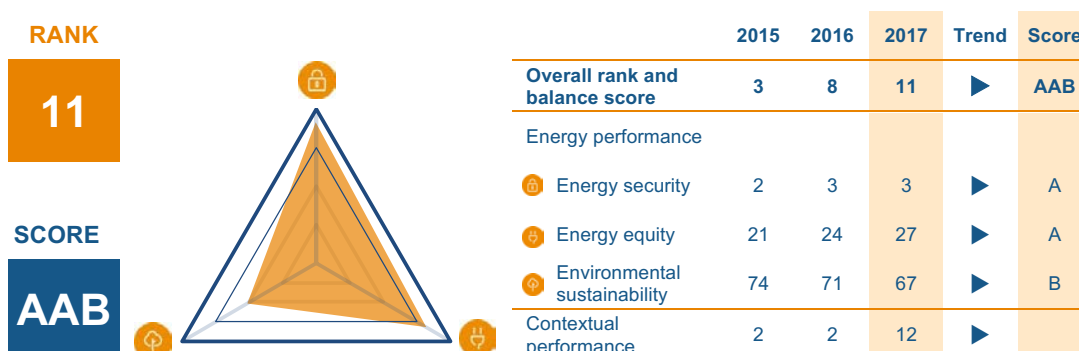 RANK
11
SCORE
AAB
2015 2016 2017 Trend Score
Overall rank and
balance score 3 8 11 AAB
Energy performance
Energy security 2 3 3 A
Energy equity 21 24 27 A
Environmental
sustainability 74 71 67 B
Contextual
performance 2 2 12